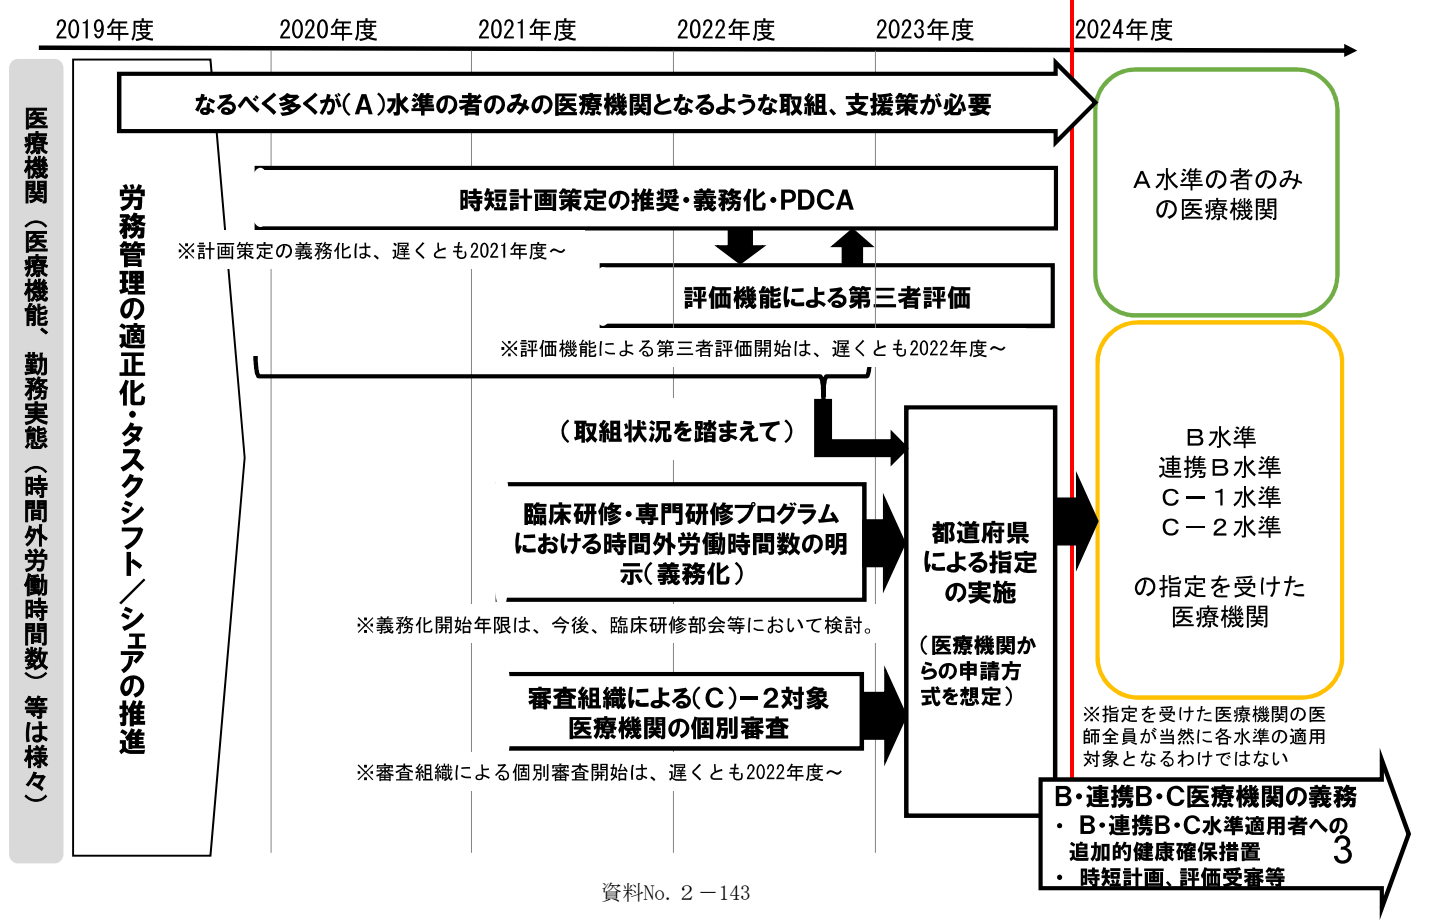 2019年度
2020年度
2021年度
2022年度
2023年度
2024年度
医療機関（医療機能、勤務実態（時間外労働時間数）等は様々）
労務管理の適正化・タスクシフト／シェアの推進
なるべく多くが（Ａ）水準の者のみの医療機関となるような取組、支援策が必要
時短計画策定の推奨・義務化・PDCA
※計画策定の義務化は、遅くとも2021年度～
評価機能による第三者評価
※評価機能による第三者評価開始は、遅くとも2022年度～
（取組状況を踏まえて）
臨床研修・専門研修プログラム
における時間外労働時間数の明
示（義務化）
※義務化開始年限は、今後、臨床研修部会等において検討。
審査組織による（Ｃ）－２対象
医療機関の個別審査
※審査組織による個別審査開始は、遅くとも2022年度～
都道府県
による指定
の実施
（医療機関か
らの申請方
式を想定）
Ａ水準の者のみ
の医療機関
Ｂ水準
連携Ｂ水準
Ｃ－１水準
Ｃ－２水準
の指定を受けた
医療機関
※指定を受けた医療機関の医
師全員が当然に各水準の適用
対象となるわけではない
B・連携B・C医療機関の義務
・ B・連携B・C水準適用者への
追加的健康確保措置
・ 時短計画、評価受審等
3
資料No. ２－143